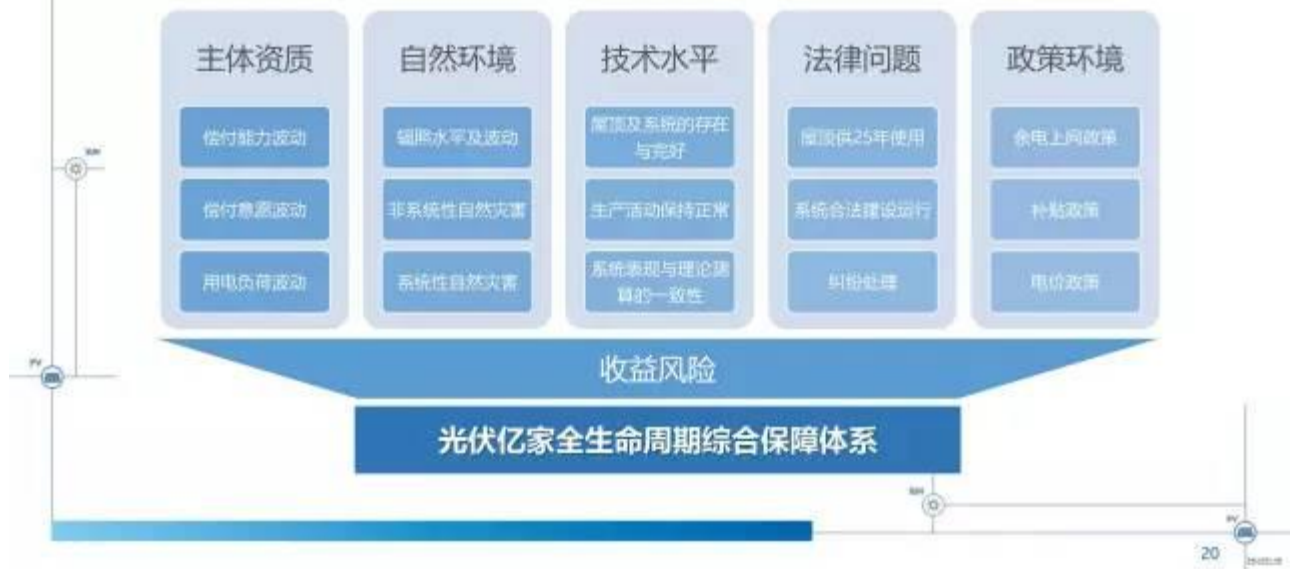 主体资质
自然环境
技术水平
法律问题
政策环境
偿付能力波动
辐照水平及波动
屋顶及系统的存在
与完好
屋顶供25年使用
余电上网政策
偿付意愿波动
非系统性自然灾害
生产活动保持正常
系统合法建设运行
补贴政策
用电负荷波动
系统性自然灾害
系统表现与理论测
算的一致性
纠纷处理
电价政策
收益风险
光伏亿家全生命周期综合保障体系
PV
PV
20